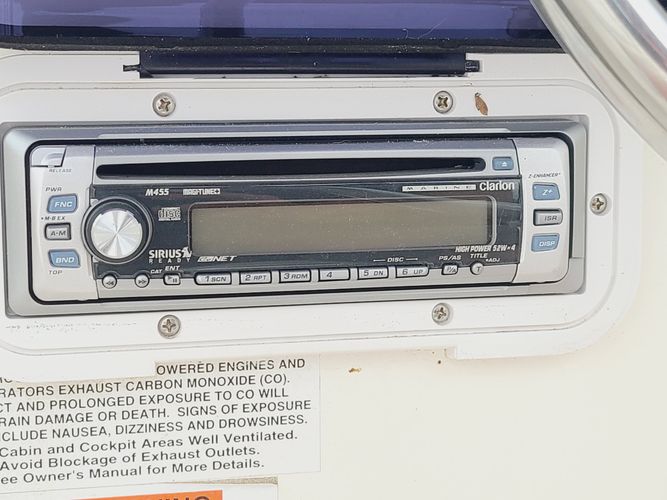 RELEASE
M455 MAGITUNE
MARINE Clarion
Z-ENHANCER+
PWR
FNC
Z+
•M-B EX
A-M
ISR
SIRIUS
READY
CeNET
HIGH POWER 52W×4
DISP
BND
TOP
CAT ENT
DISC
PS/AS TITLE
•ADJ
1 SCN 2 RPT 3 RDM 4 5 DN 6 UP P/A T
OWERED ENGINES AND
RATORS EXHAUST CARBON MONOXIDE (CO).
CT AND PROLONGED EXPOSURE TO CO WILL
RAIN DAMAGE OR DEATH. SIGNS OF EXPOSURE
CLUDE NAUSEA, DIZZINESS AND DROWSINESS.
Cabin and Cockpit Areas Well Ventilated.
Avoid Blockage of Exhaust Outlets.
ee Owner's Manual for More Details.